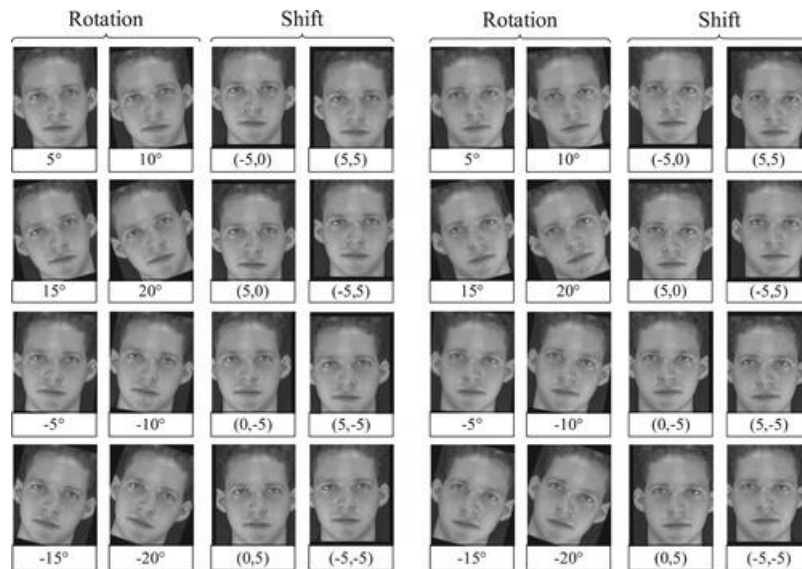 Rotation Shift Rotation Shift
5° 10° (-5,0) (5,5) 5° 10° (-5,0) (5,5)
15° 20° (5,0) (-5,5) 15° 20° (5,0) (-5,5)
-5° -10° (0,-5) (5,-5) -5° -10° (0,-5) (5,-5)
-15° -20° (0,5) (-5,-5) -15° -20° (0,5) (-5,-5)